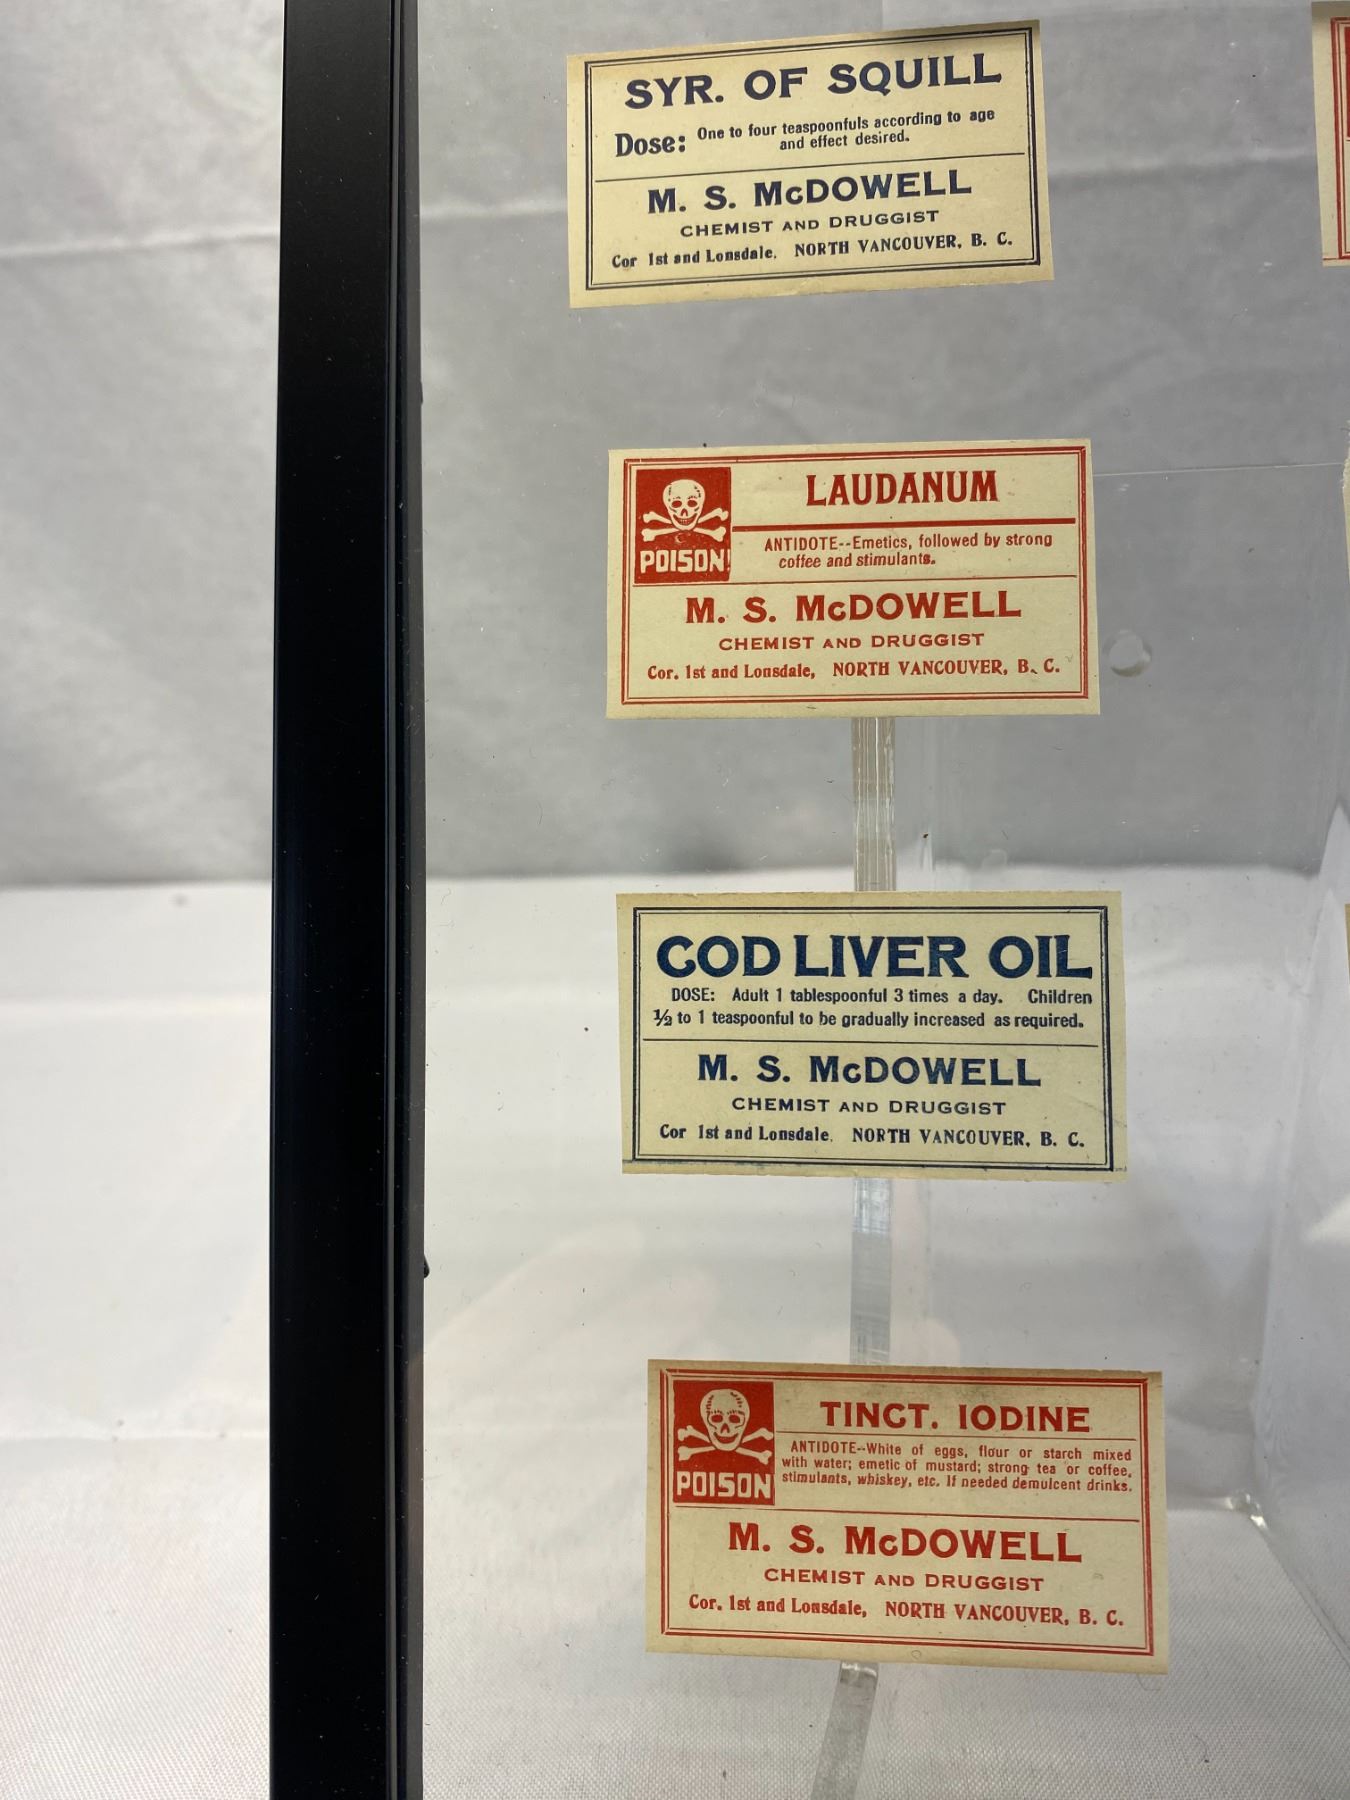 SYR. OF SQUILL
Dose: One to four teaspoonfuls according to age
and effect desired.
M. S. McDOWELL
CHEMIST AND DRUGGIST
Cor 1st and Lonsdale. NORTH VANCOUVER, B. C.
LAUDANUM
POISON!
ANTIDOTE--Emetics, followed by strong
coffee and stimulants.
M. S. McDOWELL
CHEMIST AND DRUGGIST
Cor. 1st and Lonsdale, NORTH VANCOUVER, B. C.
COD LIVER OIL
DOSE: Adult 1 tablespoonful 3 times a day. Children
½ to 1 teaspoonful to be gradually increased as required.
M. S. McDOWELL
CHEMIST AND DRUGGIST
Cor 1st and Lonsdale. NORTH VANCOUVER, B. C.
TINCT. IODINE
POISON
ANTIDOTE--White of eggs, flour or starch mixed
with water; emetic of mustard; strong tea or coffee,
stimulants, whiskey, etc. If needed demulcent drinks.
M. S. McDOWELL
CHEMIST AND DRUGGIST
Cor. 1st and Lonsdale, NORTH VANCOUVER, B. C.